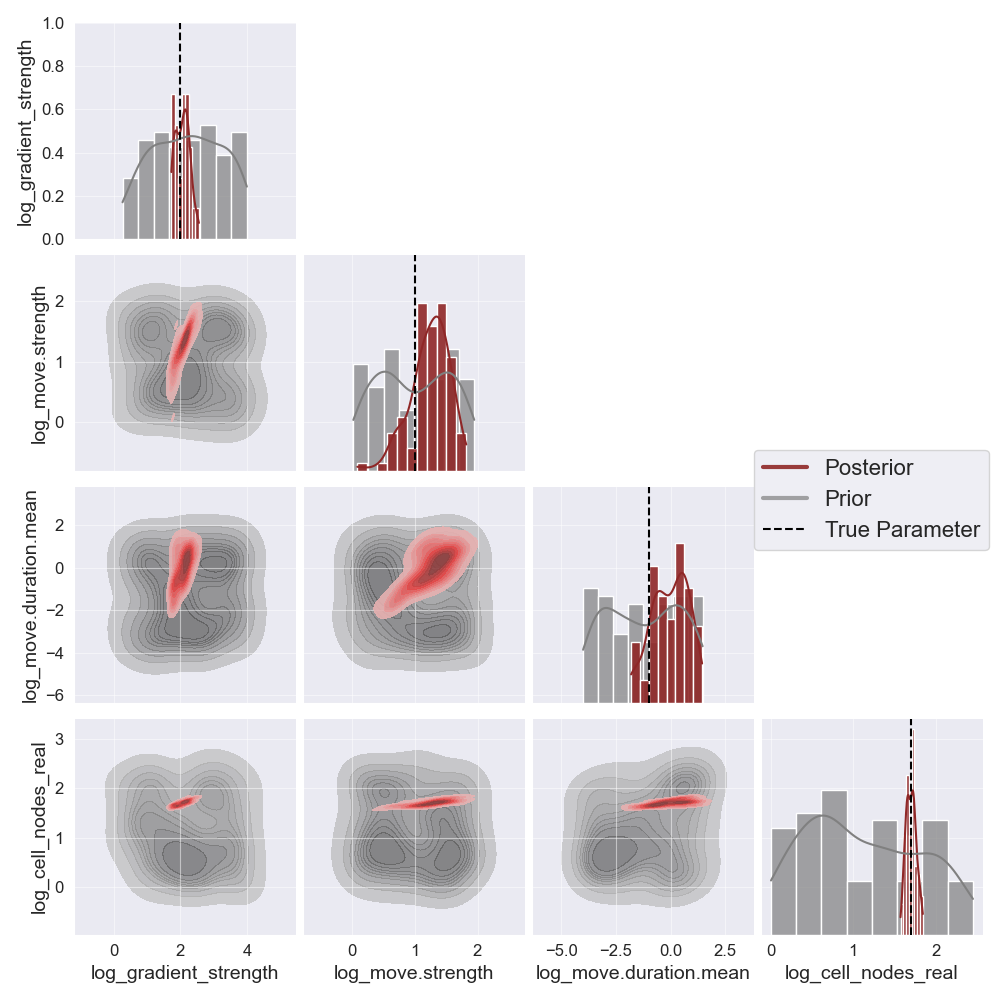 log_gradient_strength
1.0
0.8
0.6
0.4
0.2
0.0
log_move.strength
2
1
0
log_move.duration.mean
2
0
−2
−4
−6
Posterior
Prior
True Parameter
log_cell_nodes_real
3
2
1
0
0 2 4
0 1 2
−5.0 −2.5 0.0 2.5
0 1 2
log_gradient_strength
log_move.strength
log_move.duration.mean
log_cell_nodes_real